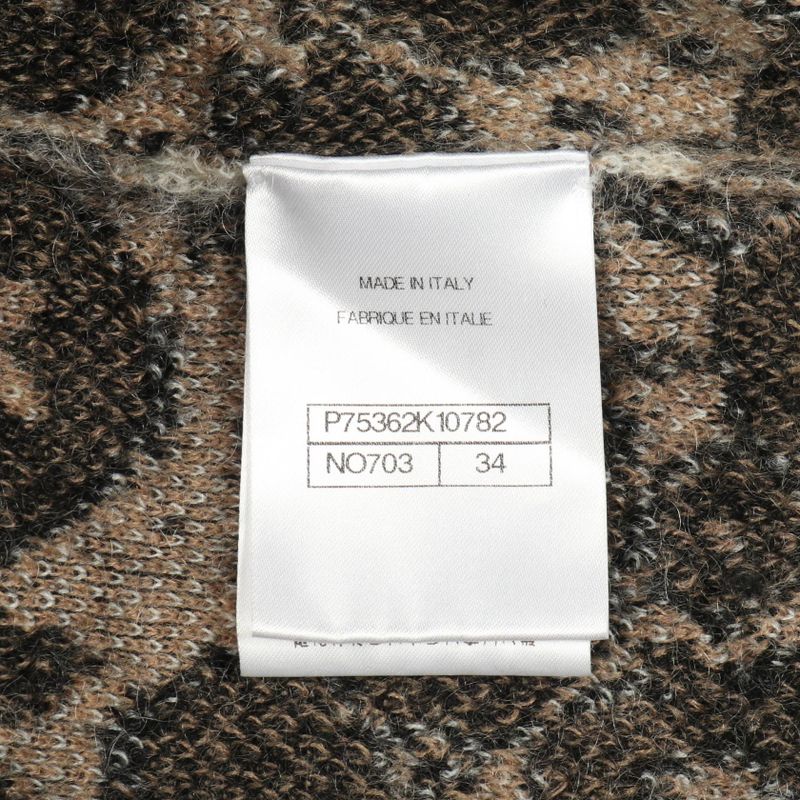 MADE IN ITALY
FABRIQUE EN ITALIE
P75362K10782
NO703 34